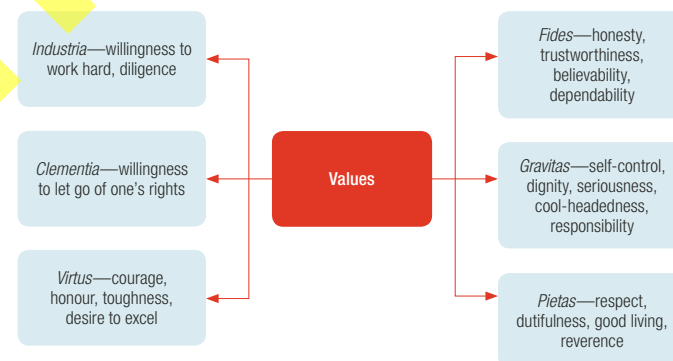 Industria—willingness to
work hard, diligence
Clementia—willingness
to let go of one's rights
Virtus—courage,
honour, toughness,
desire to excel
Values
Fides—honesty,
trustworthiness,
believability,
dependability
Gravitas—self-control,
dignity, seriousness,
cool-headedness,
responsibility
Pietas—respect,
dutifulness, good living,
reverence